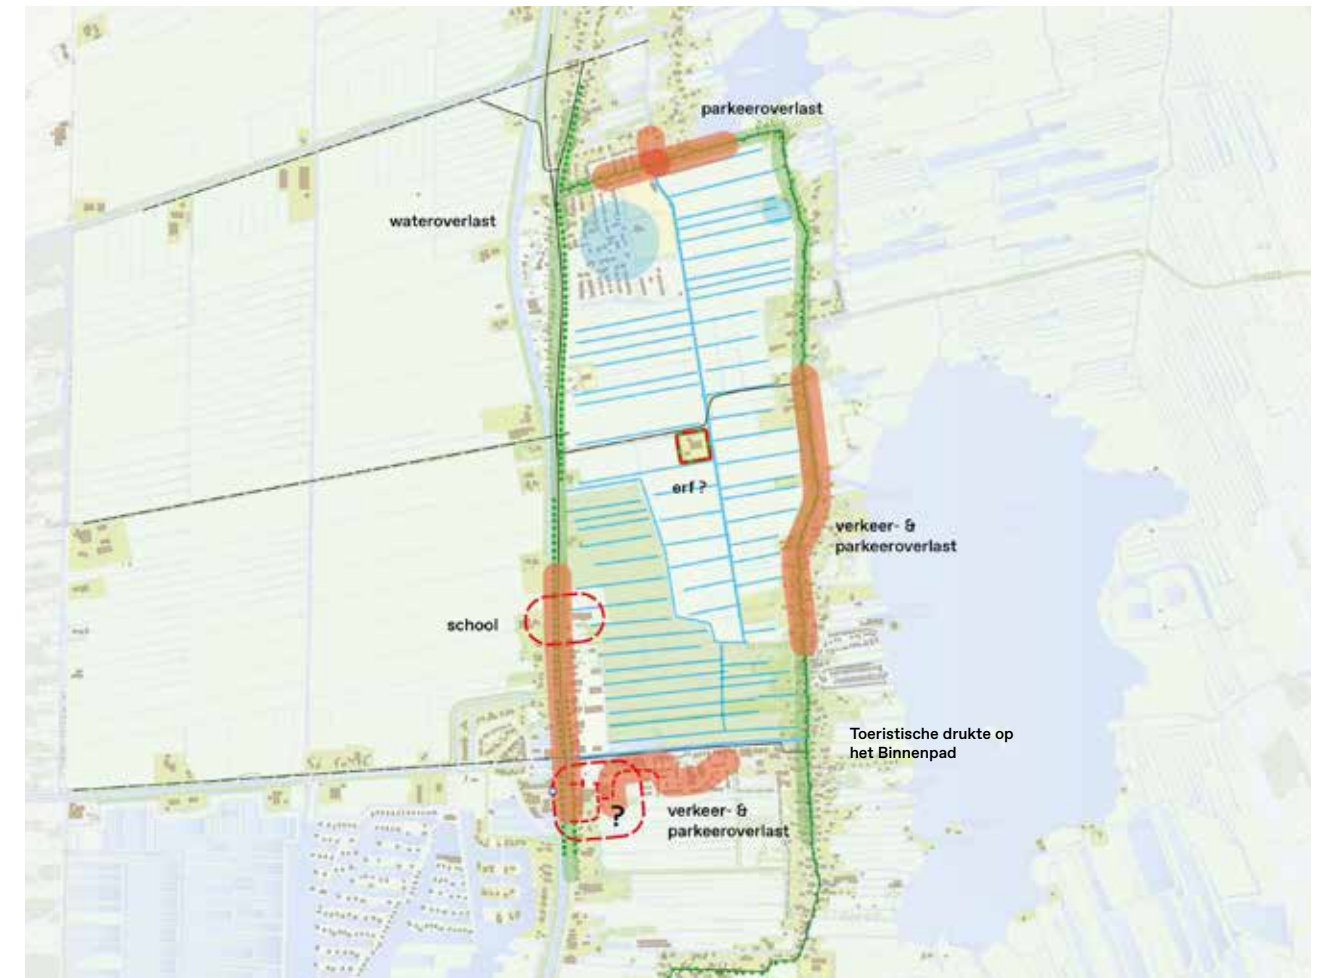 parkeeroverlast
wateroverlast
erf ?
verkeer- &
parkeeroverlast
school
Toeristische drukte op
het Binnenpad
?
verkeer- &
parkeeroverlast